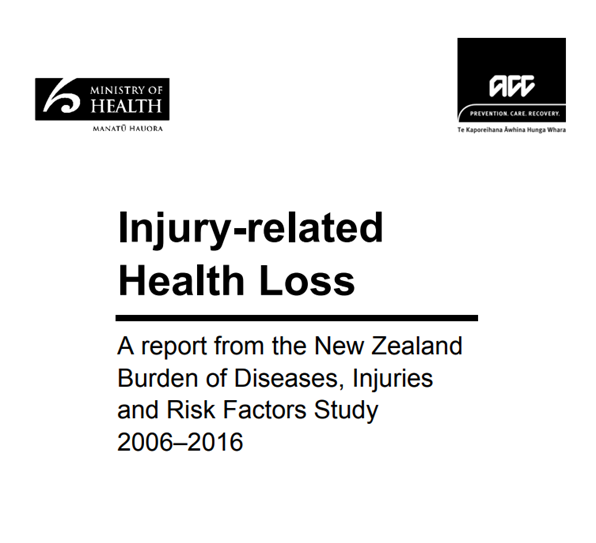 MINISTRY OF
HEALTH
MANATŪ HAUORA
ACC
PREVENTION. CARE. RECOVERY.
Te Kaporeihana Āwhina Hunga Whara
Injury-related
Health Loss
A report from the New Zealand
Burden of Diseases, Injuries
and Risk Factors Study
2006–2016